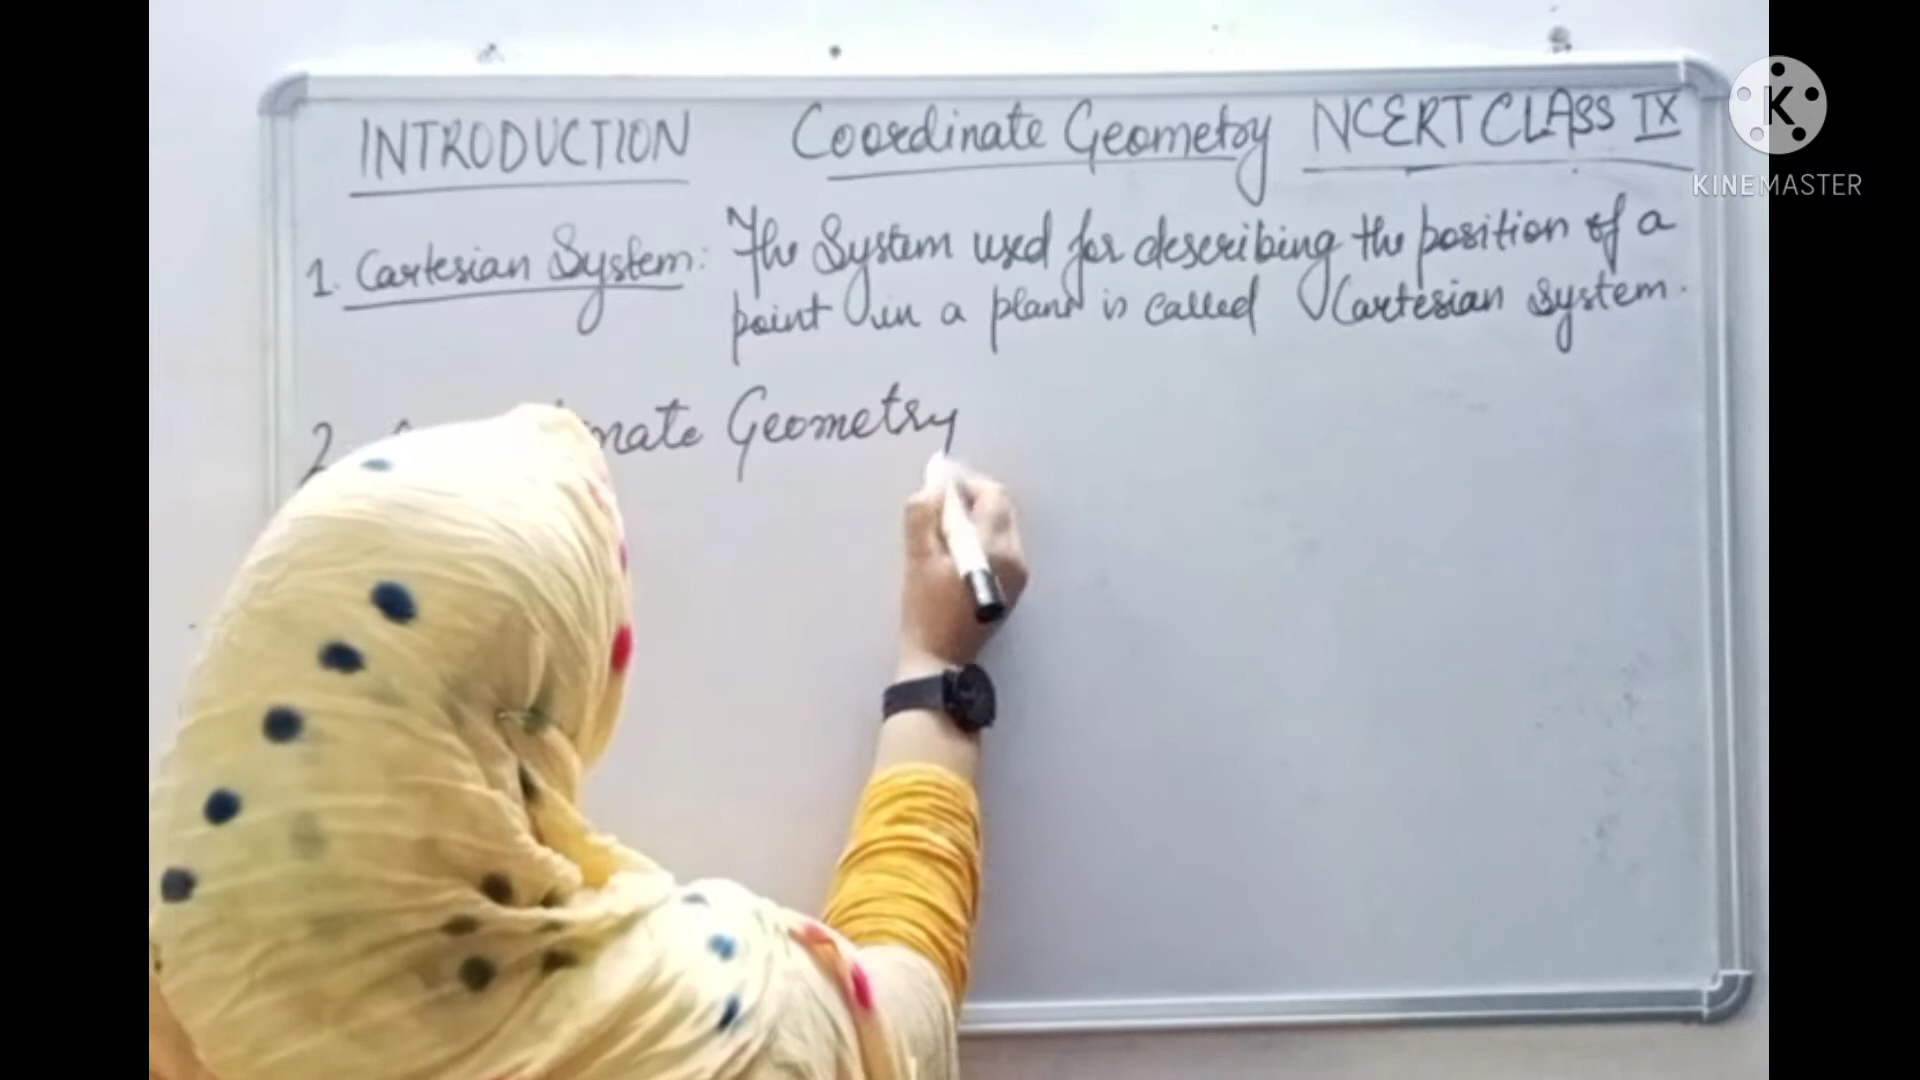 INTRODUCTION Coordinate Geometry NCERT CLASS IX
1. Cartesian System: The System used for describing the position of a
point in a plane is called Cartesian System.
2. nate Geometry
KINEMASTER